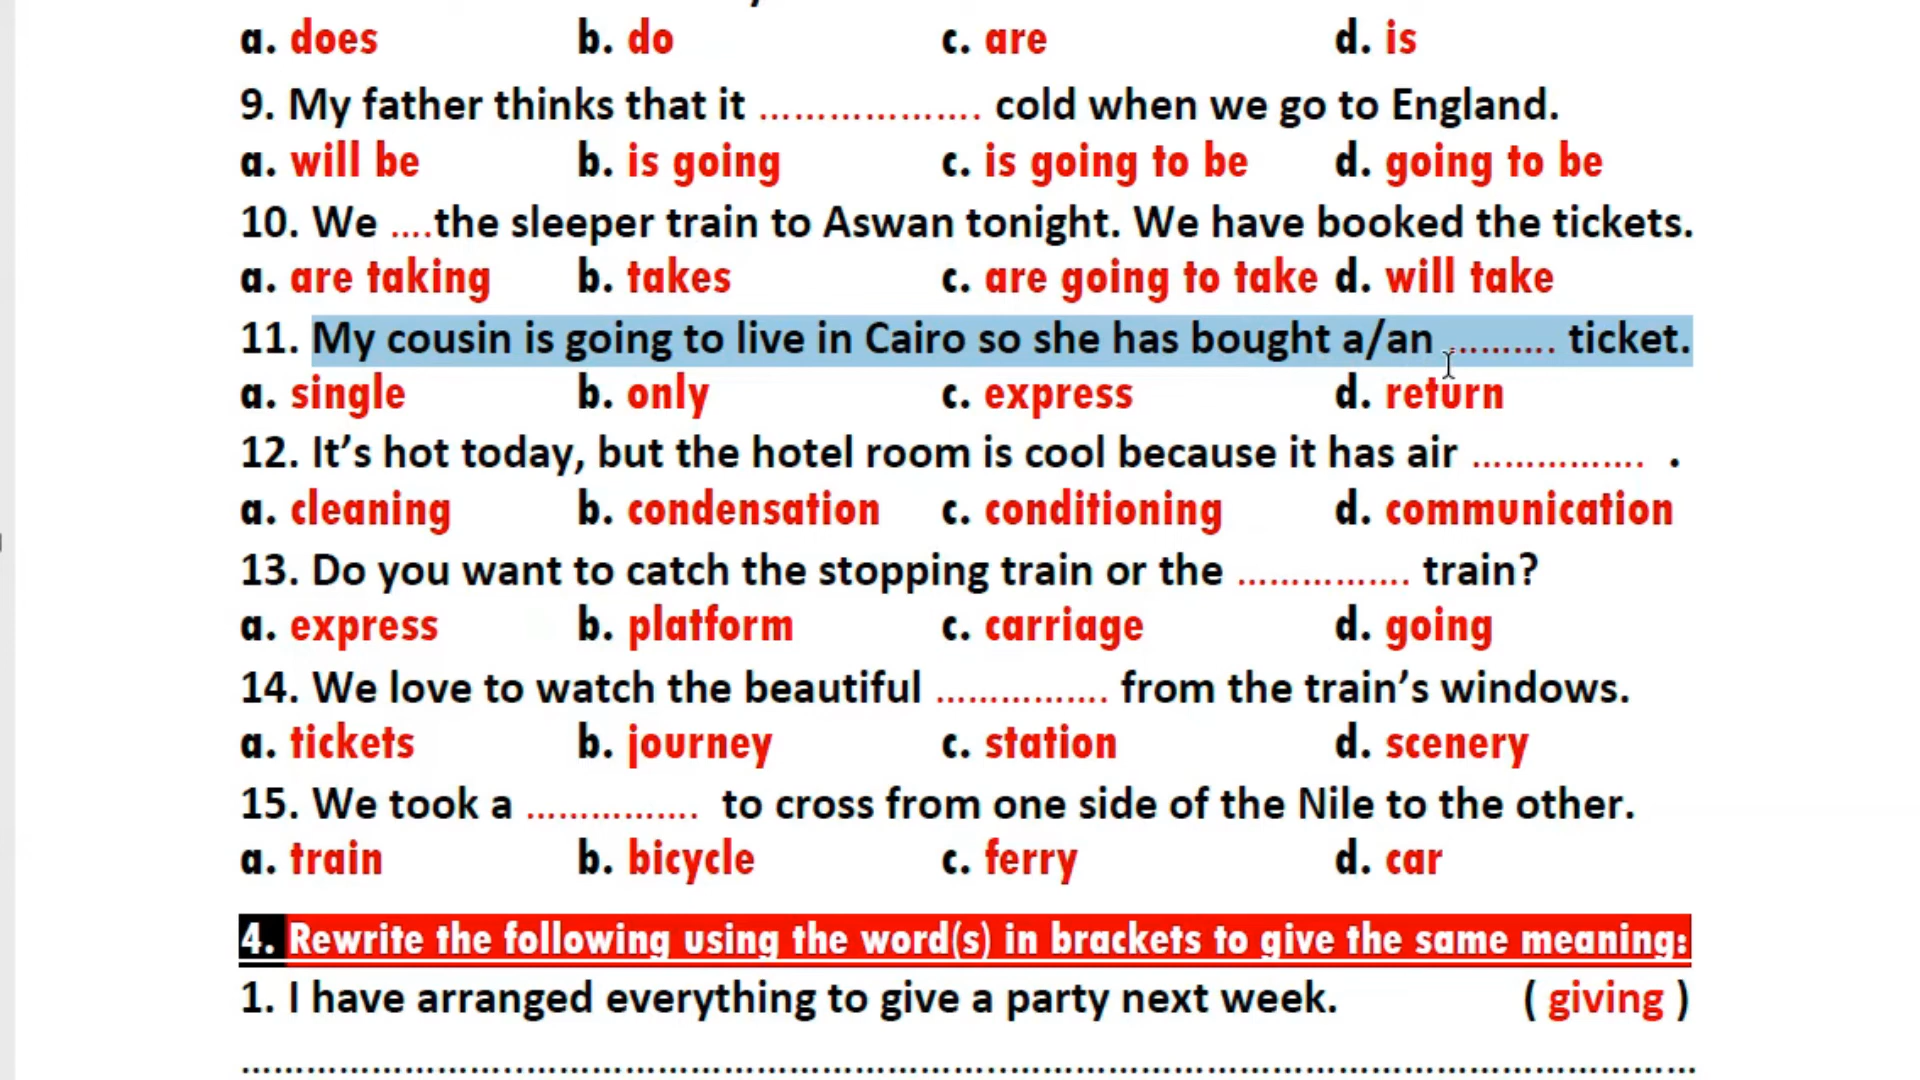 a. does b. do c. are d. is
9. My father thinks that it ………………. cold when we go to England.
a. will be b. is going c. is going to be d. going to be
10. We ….the sleeper train to Aswan tonight. We have booked the tickets.
a. are taking b. takes c. are going to take d. will take
11. My cousin is going to live in Cairo so she has bought a/an ………. ticket.
a. single b. only c. express d. return
12. It’s hot today, but the hotel room is cool because it has air ……………. .
a. cleaning b. condensation c. conditioning d. communication
13. Do you want to catch the stopping train or the ……………. train?
a. express b. platform c. carriage d. going
14. We love to watch the beautiful ……………. from the train’s windows.
a. tickets b. journey c. station d. scenery
15. We took a ……………. to cross from one side of the Nile to the other.
a. train b. bicycle c. ferry d. car
4. Rewrite the following using the word(s) in brackets to give the same meaning:
1. I have arranged everything to give a party next week. ( giving )
……………………………………………………………………………………………………………